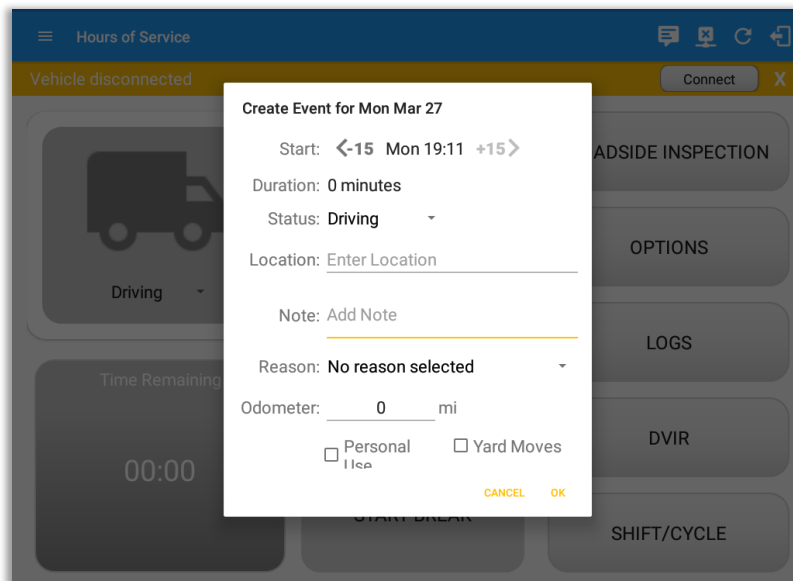 Hours of Service
Vehicle disconnected
Connect
X
Create Event for Mon Mar 27
Start: -15 Mon 19:11 +15
Duration: 0 minutes
Status: Driving
Location: Enter Location
Note: Add Note
Reason: No reason selected
Odometer: 0 mi
Personal Use
Yard Moves
CANCEL
OK
Driving
Time Remaining
00:00
START BREAK
ADSIDE INSPECTION
OPTIONS
LOGS
DVIR
SHIFT/CYCLE